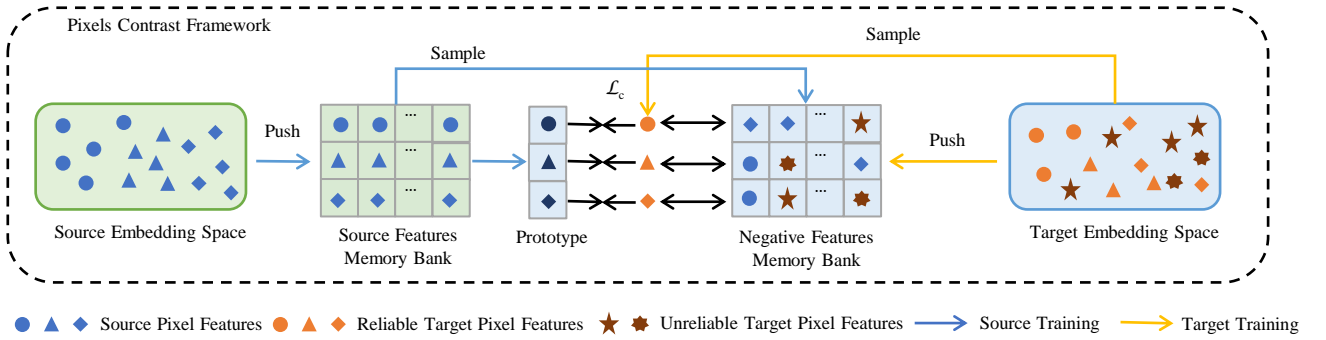 Pixels Contrast Framework
Sample
Sample
ℒc
Push
Push
...
...
...
...
...
...
Source Embedding Space
Source Features
Memory Bank
Prototype
Negative Features
Memory Bank
Target Embedding Space
Source Pixel Features
Reliable Target Pixel Features
Unreliable Target Pixel Features
Source Training
Target Training